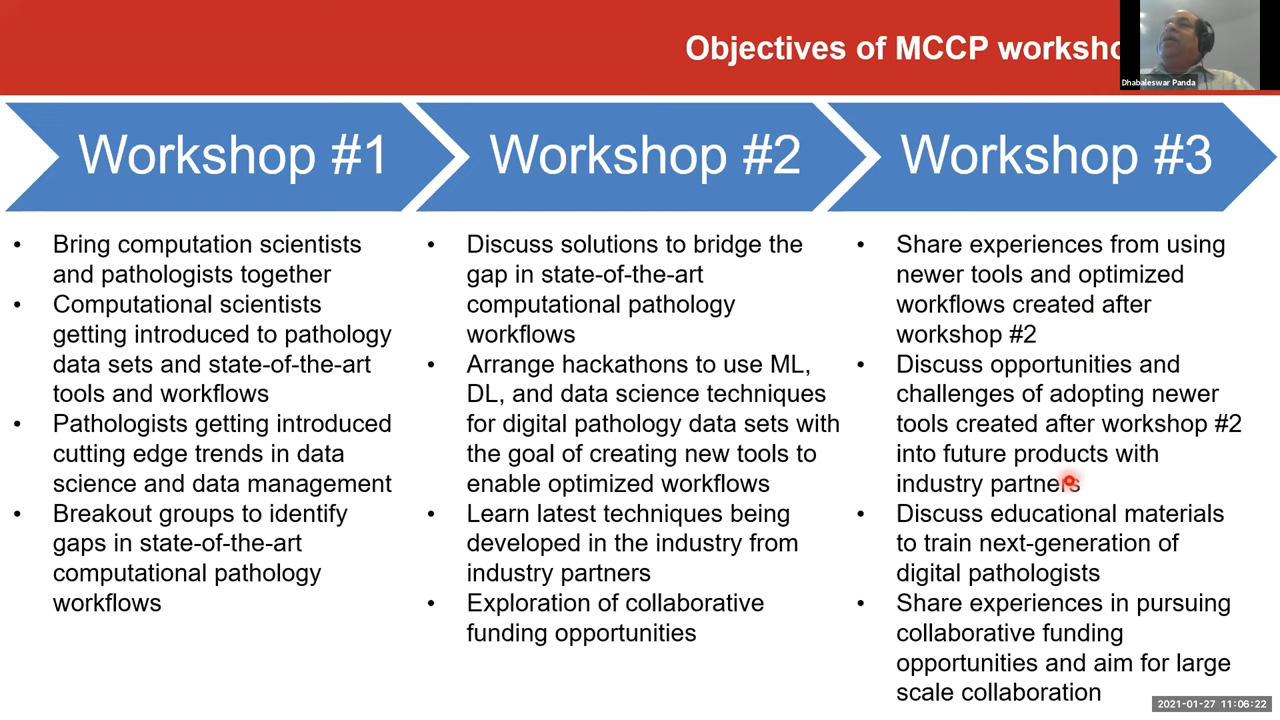 Objectives of MCCP
Dhabaleswar Panda
Workshop #1
Workshop #2
Workshop #3
• Bring computation scientists
and pathologists together
• Computational scientists
getting introduced to pathology
data sets and state-of-the-art
tools and workflows
• Pathologists getting introduced
cutting edge trends in data
science and data management
• Breakout groups to identify
gaps in state-of-the-art
computational pathology
workflows
• Discuss solutions to bridge the
gap in state-of-the-art
computational pathology
workflows
• Arrange hackathons to use ML,
DL, and data science techniques
for digital pathology data sets with
the goal of creating new tools to
enable optimized workflows
• Learn latest techniques being
developed in the industry from
industry partners
• Exploration of collaborative
funding opportunities
• Share experiences from using
newer tools and optimized
workflows created after
workshop #2
• Discuss opportunities and
challenges of adopting newer
tools created after workshop #2
into future products with
industry partners
• Discuss educational materials
to train next-generation of
digital pathologists
• Share experiences in pursuing
collaborative funding
opportunities and aim for large
scale collaboration
2021-01-27 11:06:22